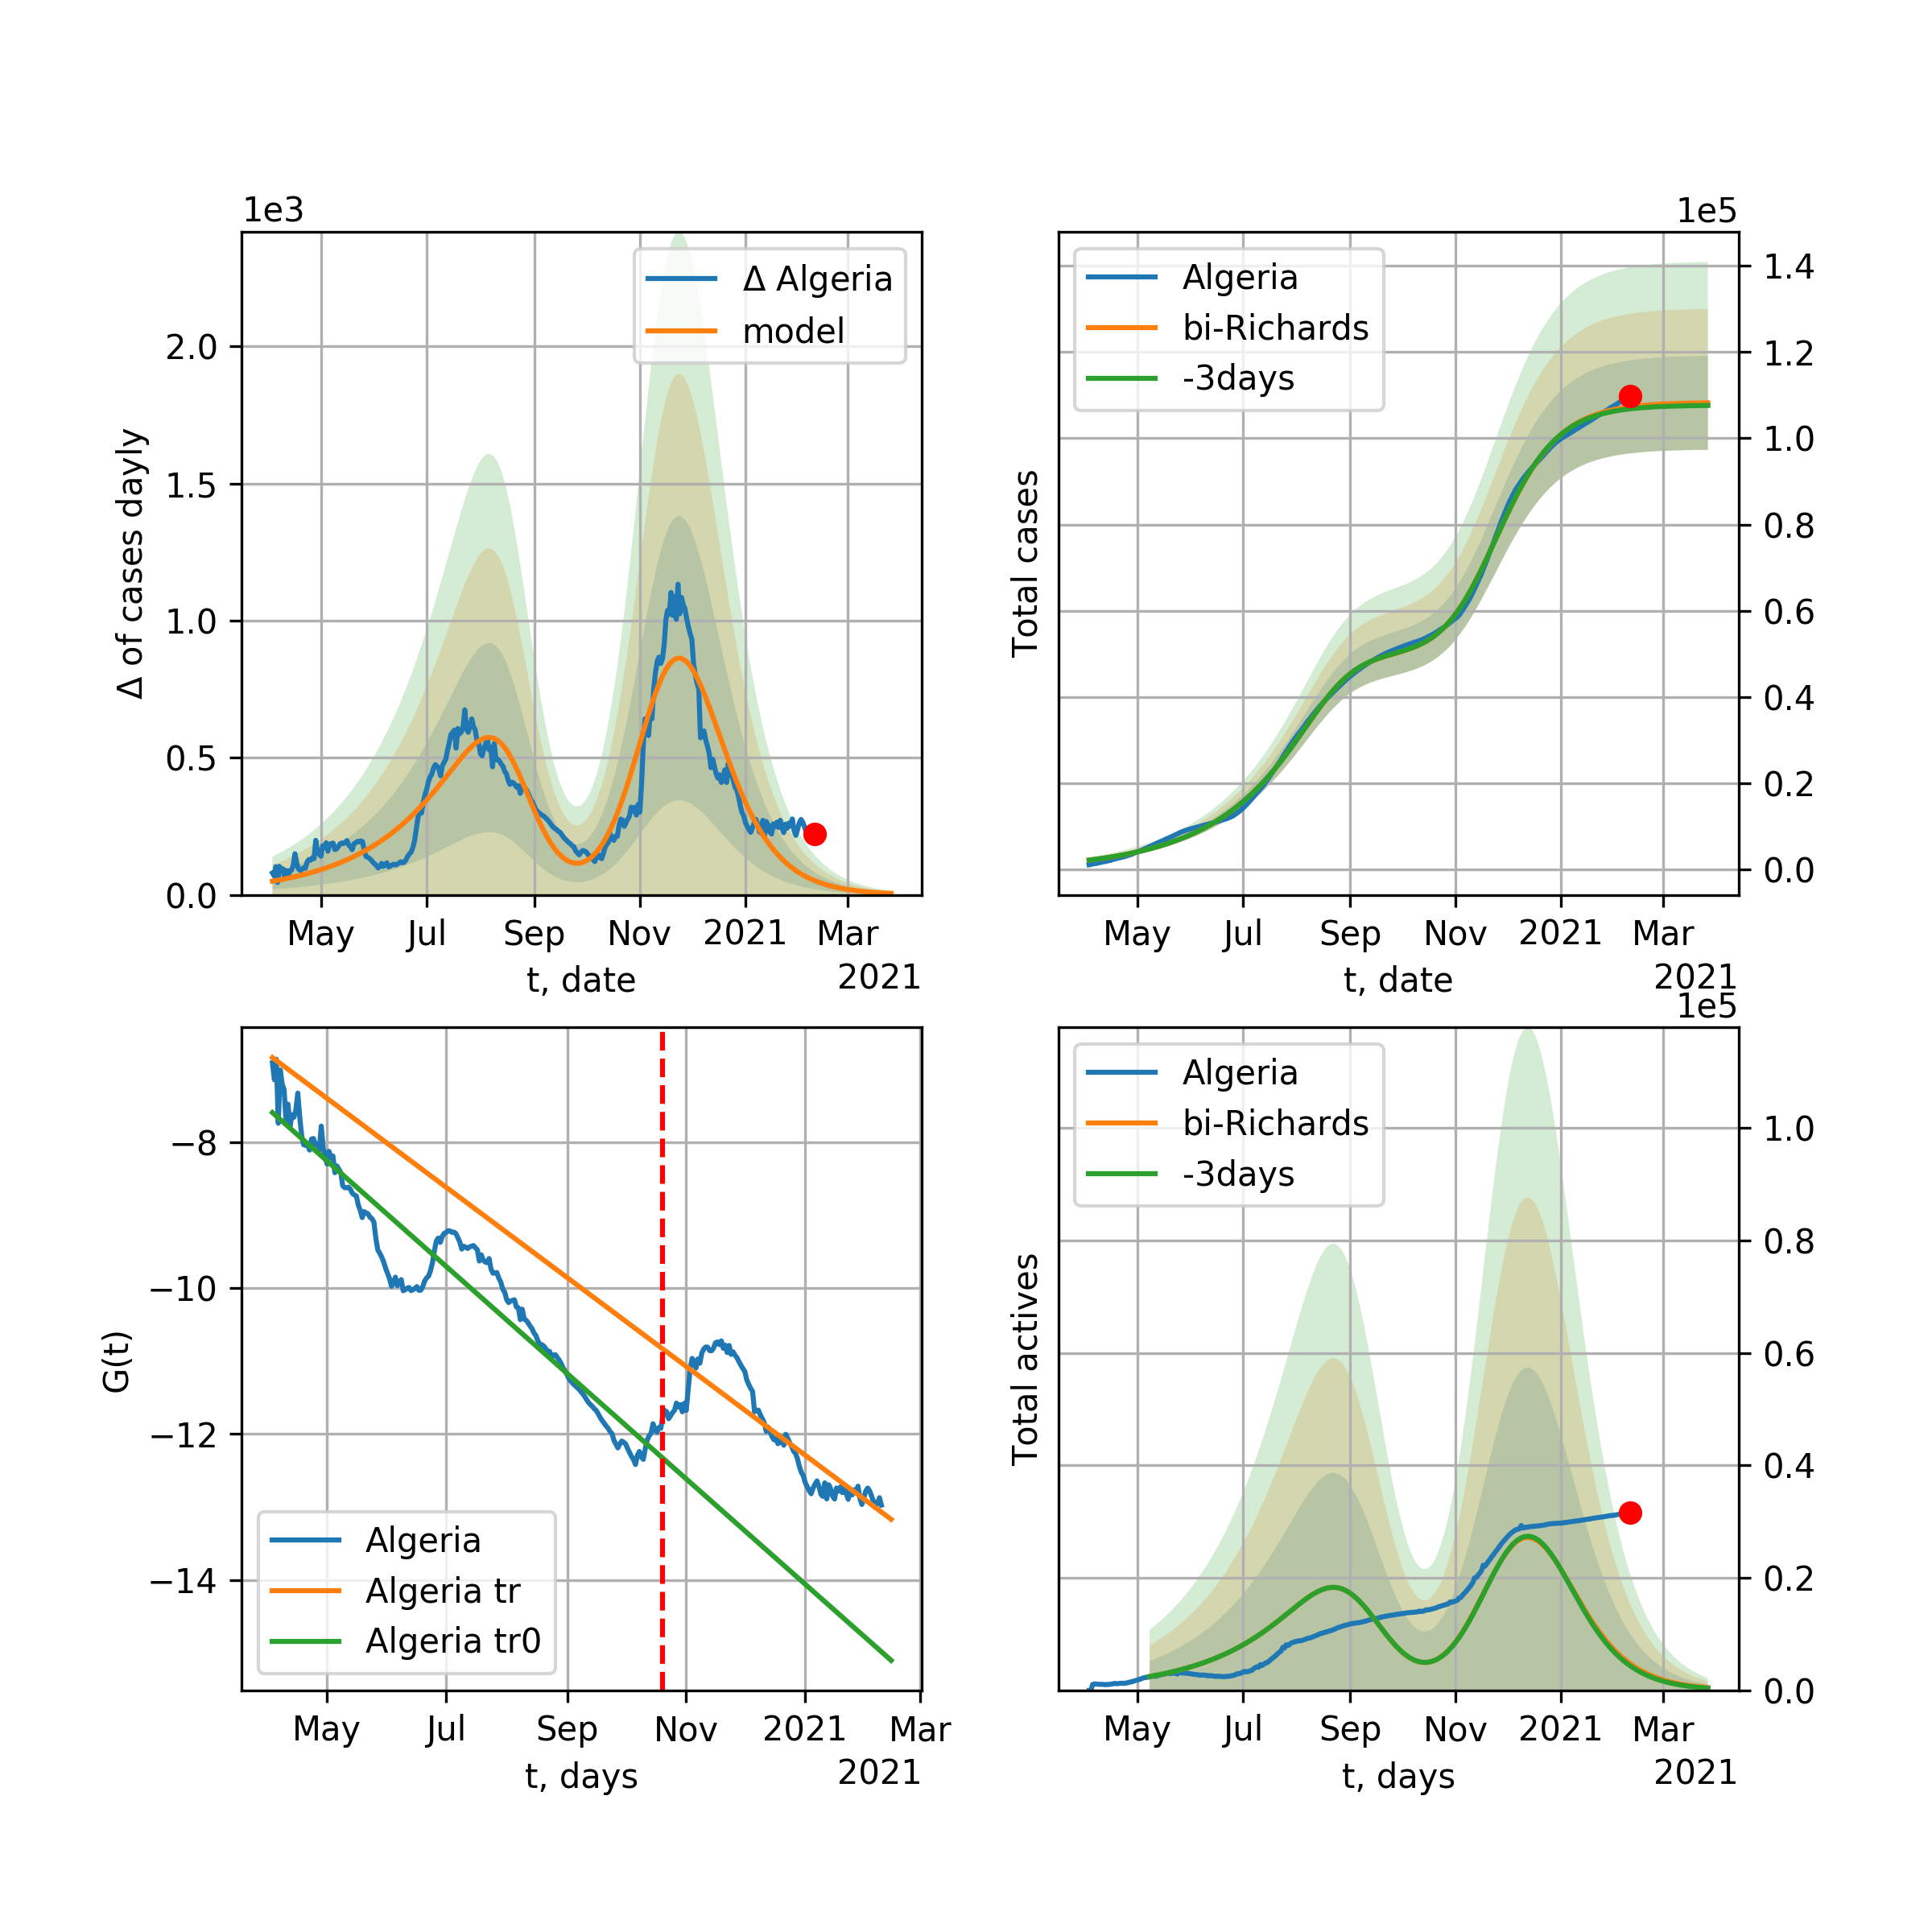 1e3
Δ Algeria
model
2.0
1.5
1.0
0.5
0.0
Δ of cases dayly
May Jul Sep Nov 2021 Mar
t, date
2021
1e5
Algeria
bi-Richards
-3days
1.4
1.2
1.0
0.8
0.6
0.4
0.2
0.0
Total cases
May Jul Sep Nov 2021 Mar
t, date
2021
−8
−10
−12
−14
G(t)
Algeria
Algeria tr
Algeria tr0
May Jul Sep Nov 2021 Mar
t, days
2021
1e5
Algeria
bi-Richards
-3days
1.0
0.8
0.6
0.4
0.2
0.0
Total actives
May Jul Sep Nov 2021 Mar
t, days
2021